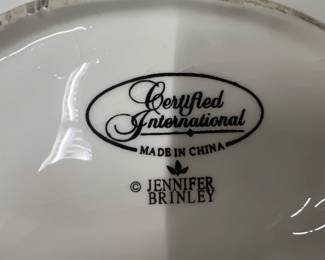 Certified
International
MADE IN CHINA
© JENNIFER
BRINLEY